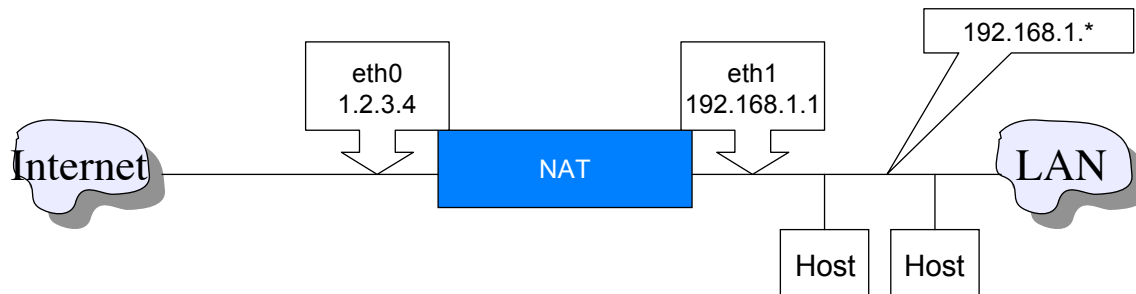 192.168.1.*
eth0
1.2.3.4
eth1
192.168.1.1
Internet
NAT
LAN
Host
Host